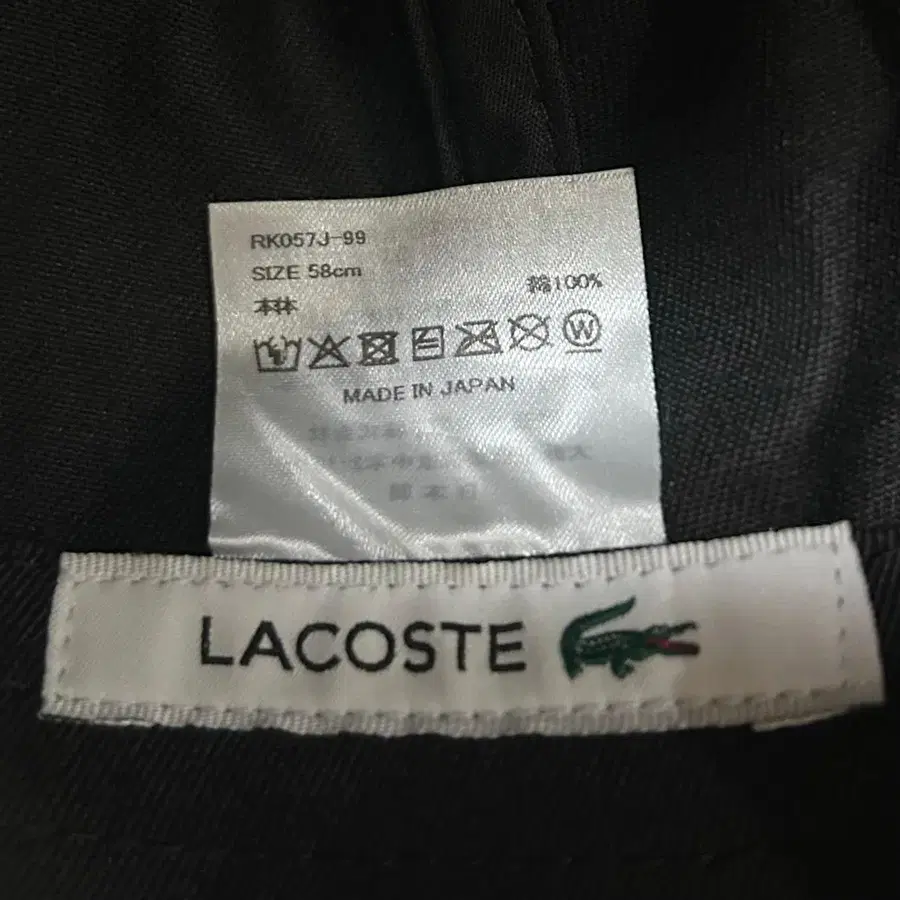 RK057J-99
SIZE 58cm
本体 綿100%
W
MADE IN JAPAN
LACOSTE